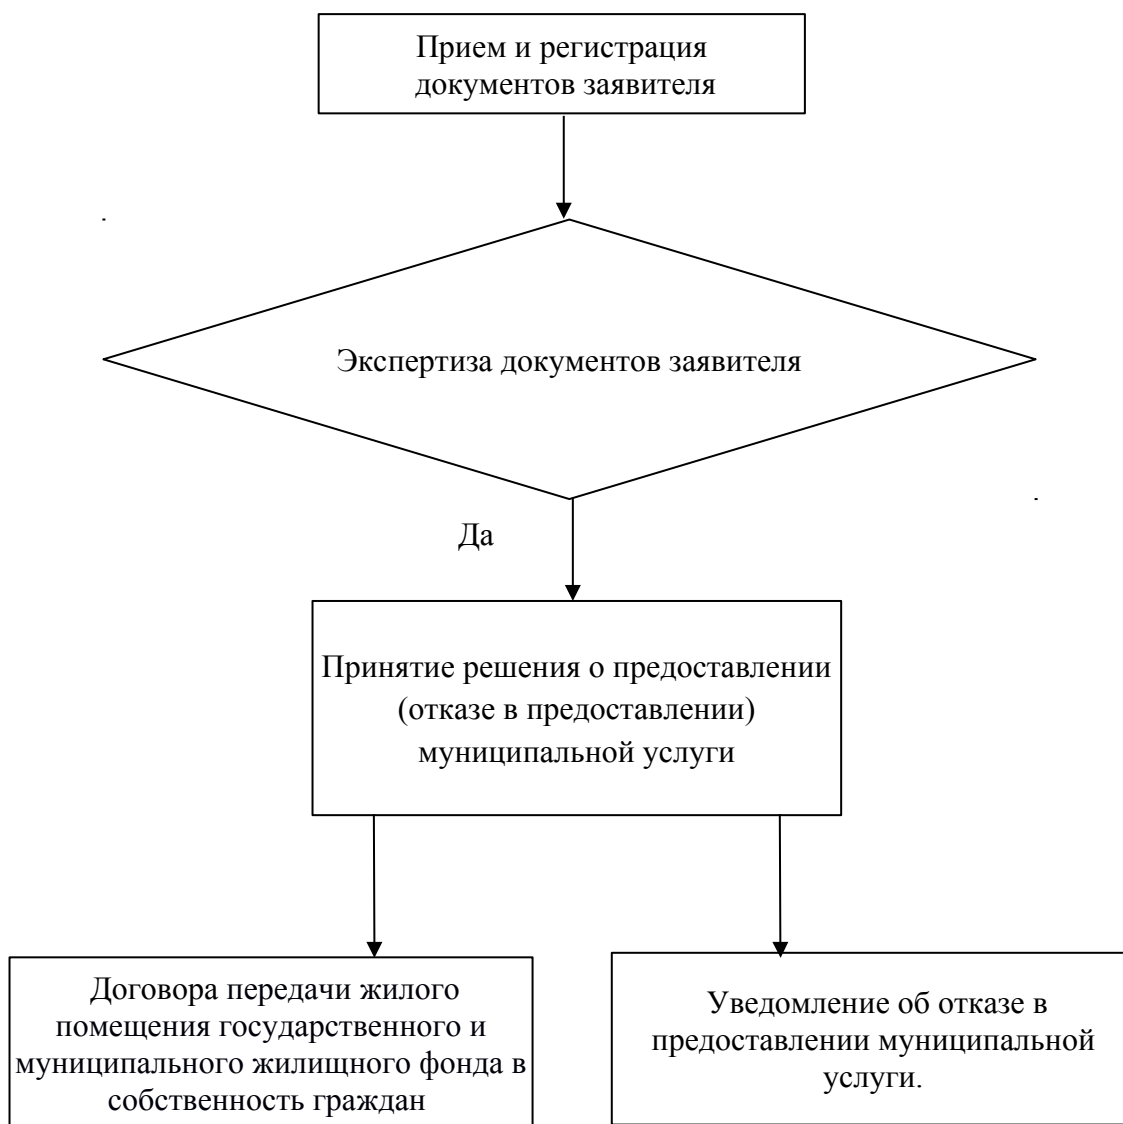 Прием и регистрация
документов заявителя
Экспертиза документов заявителя
Да
Принятие решения о предоставлении
(отказе в предоставлении)
муниципальной услуги
Договора передачи жилого
помещения государственного и
муниципального жилищного фонда в
собственность граждан
Уведомление об отказе в
предоставлении муниципальной
услуги.